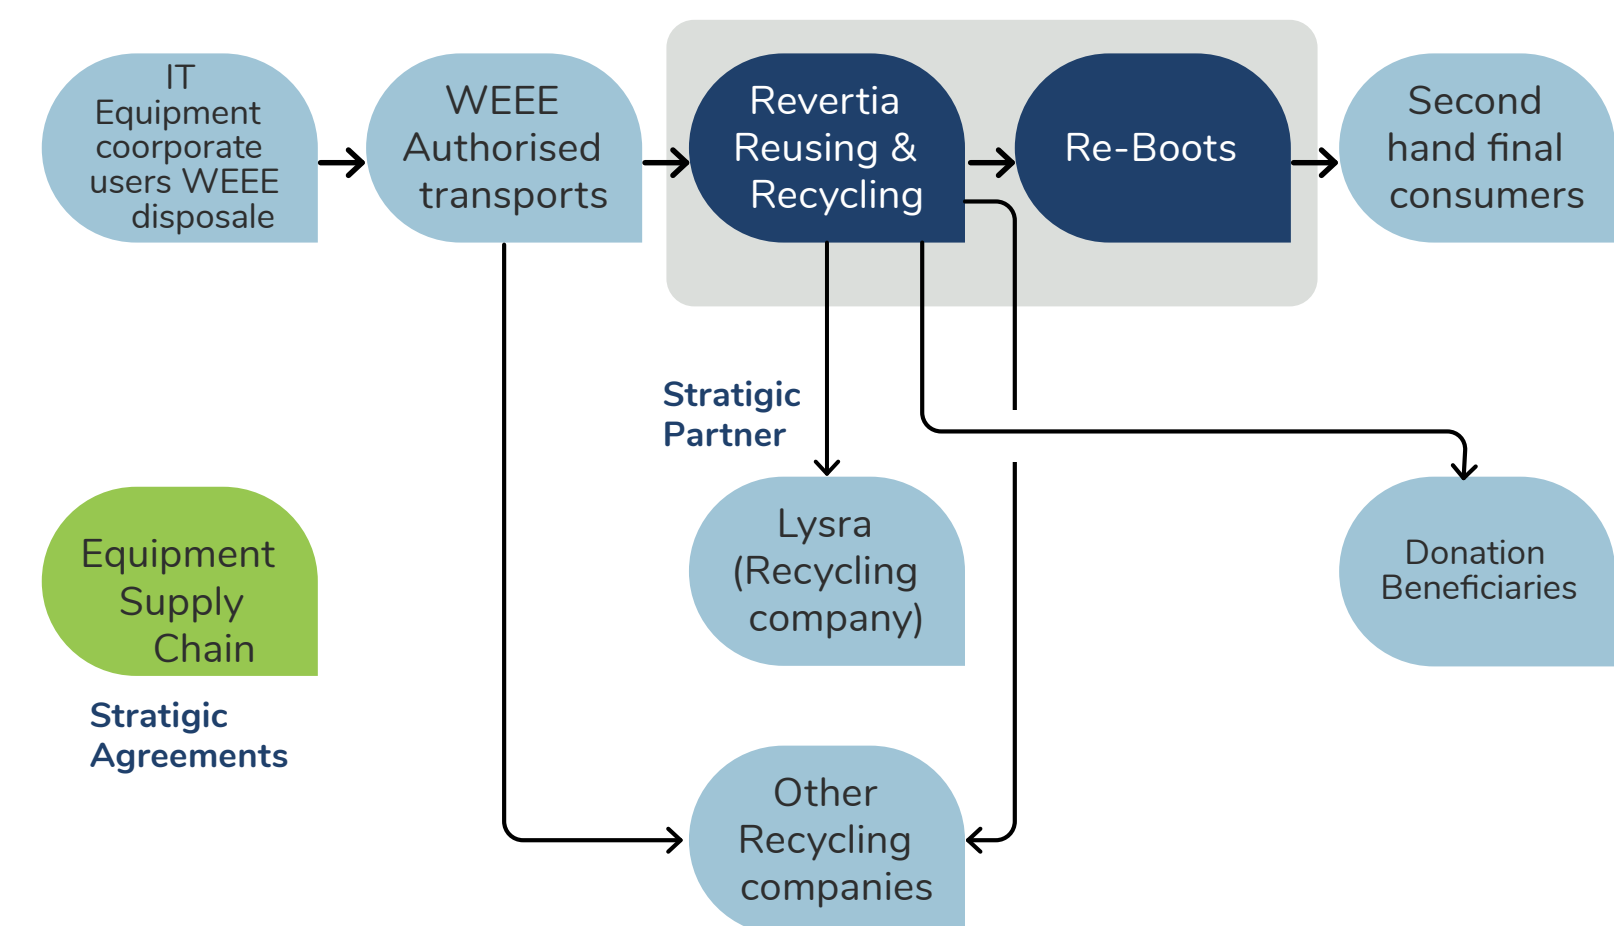 IT
Equipment
coorporate
users WEEE
disposale
WEEE
Authorised
transports
Revertia
Reusing &
Recycling
Re-Boots
Second
hand final
consumers
Stratigic
Partner
Lysra
(Recycling
company)
Donation
Beneficiaries
Equipment
Supply
Chain
Stratigic
Agreements
Other
Recycling
companies